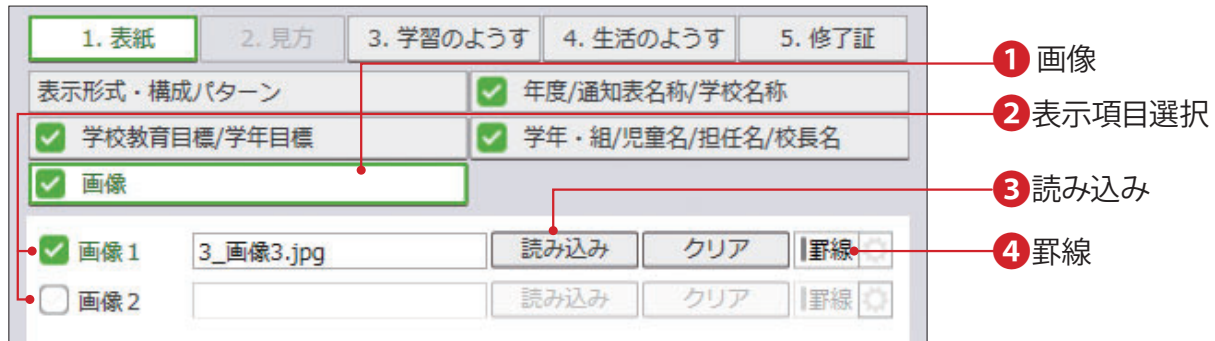 1. 表紙 2. 見方 3. 学習のようす 4. 生活のようす 5. 修了証
表示形式・構成パターン 年度/通知表名称/学校名称
学校教育目標/学年目標 学年・組/児童名/担任名/校長名
画像
画像1 3_画像3.jpg 読み込み クリア 罫線
画像2 読み込み クリア 罫線
1 画像
2 表示項目選択
3 読み込み
4 罫線